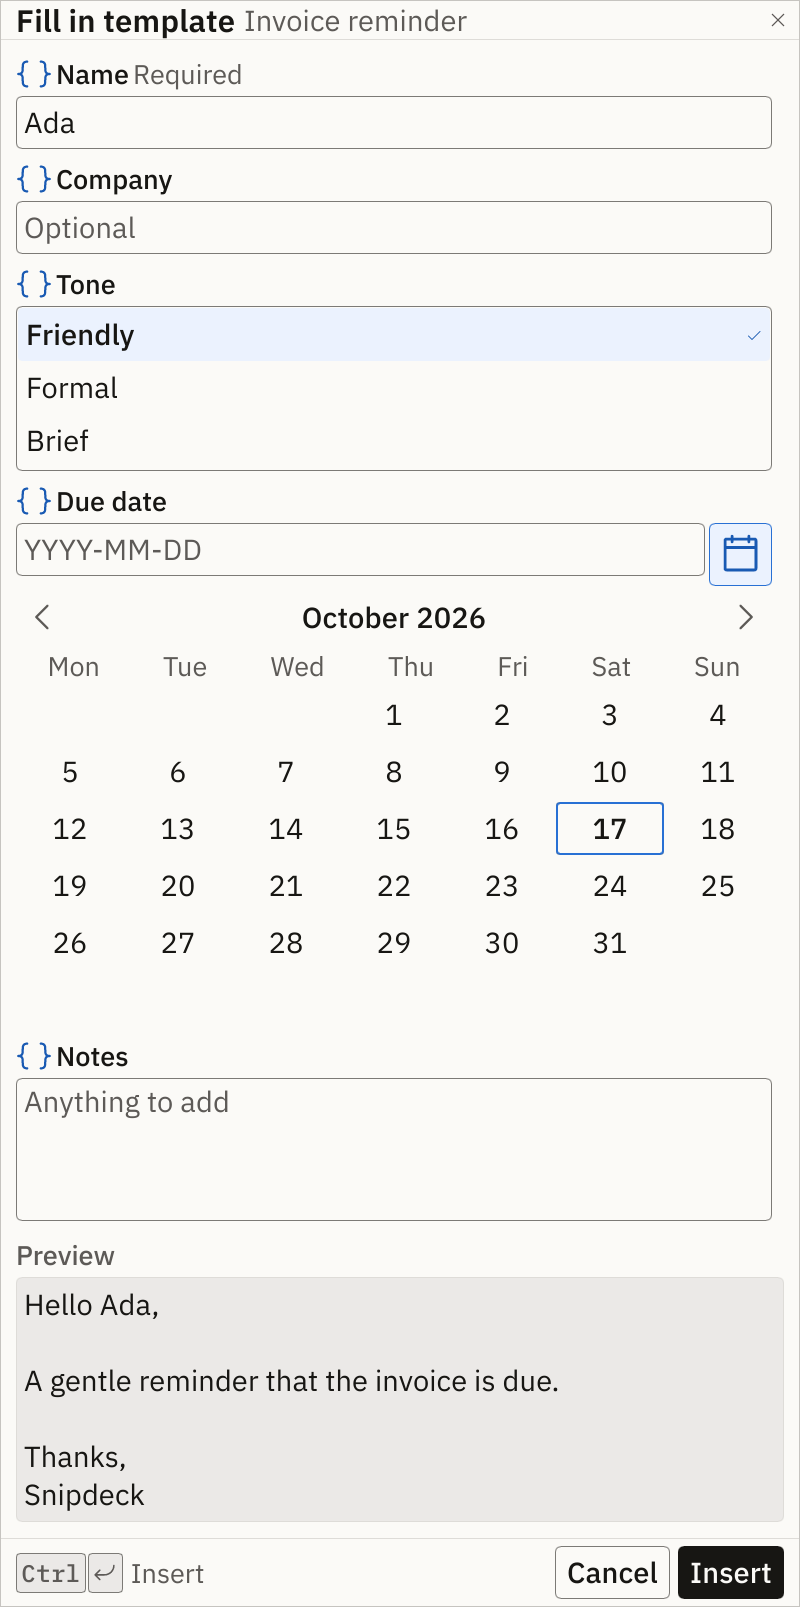 Fill in template Invoice reminder
{ } Name Required
Ada
{ } Company
Optional
{ } Tone
Friendly
Formal
Brief
{ } Due date
YYYY-MM-DD
October 2026
Mon Tue Wed Thu Fri Sat Sun
1 2 3 4
5 6 7 8 9 10 11
12 13 14 15 16 17 18
19 20 21 22 23 24 25
26 27 28 29 30 31
{ } Notes
Anything to add
Preview
Hello Ada,
A gentle reminder that the invoice is due.
Thanks,
Snipdeck
Ctrl Insert Cancel Insert